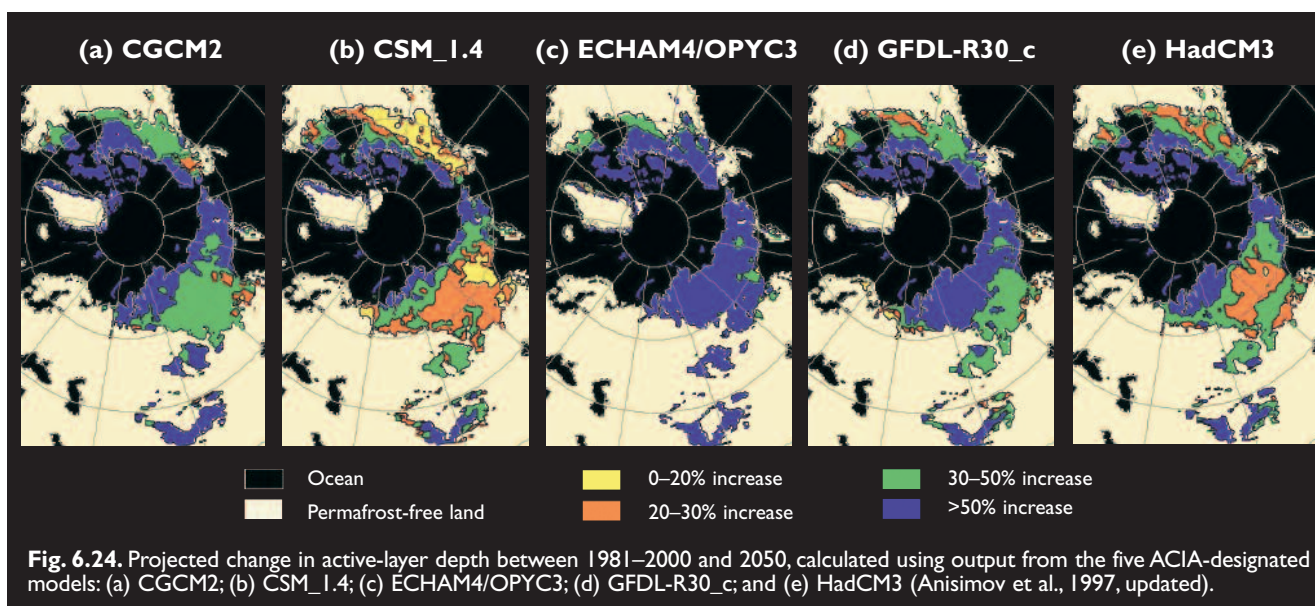 (a) CGCM2 (b) CSM_1.4 (c) ECHAM4/OPYC3 (d) GFDL-R30_c (e) HadCM3
Ocean 0–20% increase 30–50% increase
Permafrost-free land 20–30% increase >50% increase
Fig. 6.24. Projected change in active-layer depth between 1981–2000 and 2050, calculated using output from the five ACIA-designated
models: (a) CGCM2; (b) CSM_1.4; (c) ECHAM4/OPYC3; (d) GFDL-R30_c; and (e) HadCM3 (Anisimov et al., 1997, updated).